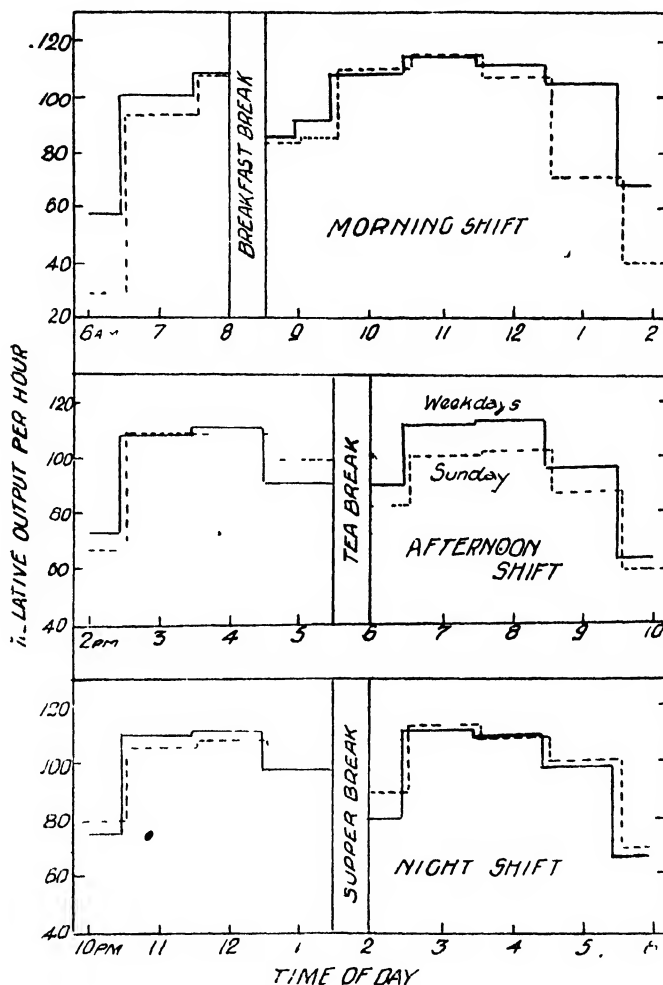 .120
100
.80
60
.40
20
BREAKFAST BREAK
MORNING SHIFT
6AM 7 8 9 10 11 12 1 2
OUTPUT PER HOUR
120
100
80
60
40
Weekdays
Sunday
TEA BREAK
AFTERNOON
SHIFT
2PM 3 4 5 6 7 8 9 10
120
100
80
60
40
SUPPER BREAK
NIGHT SHIFT
10PM 11 12 1 2 3 4 5.
TIME OF DAY